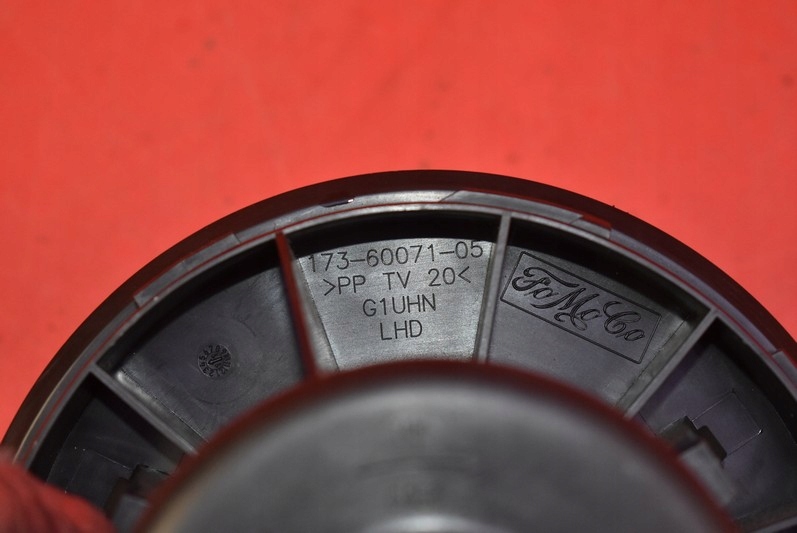 173-60071-05
>PP TV 20<
G1UHN
LHD
FoMoCo